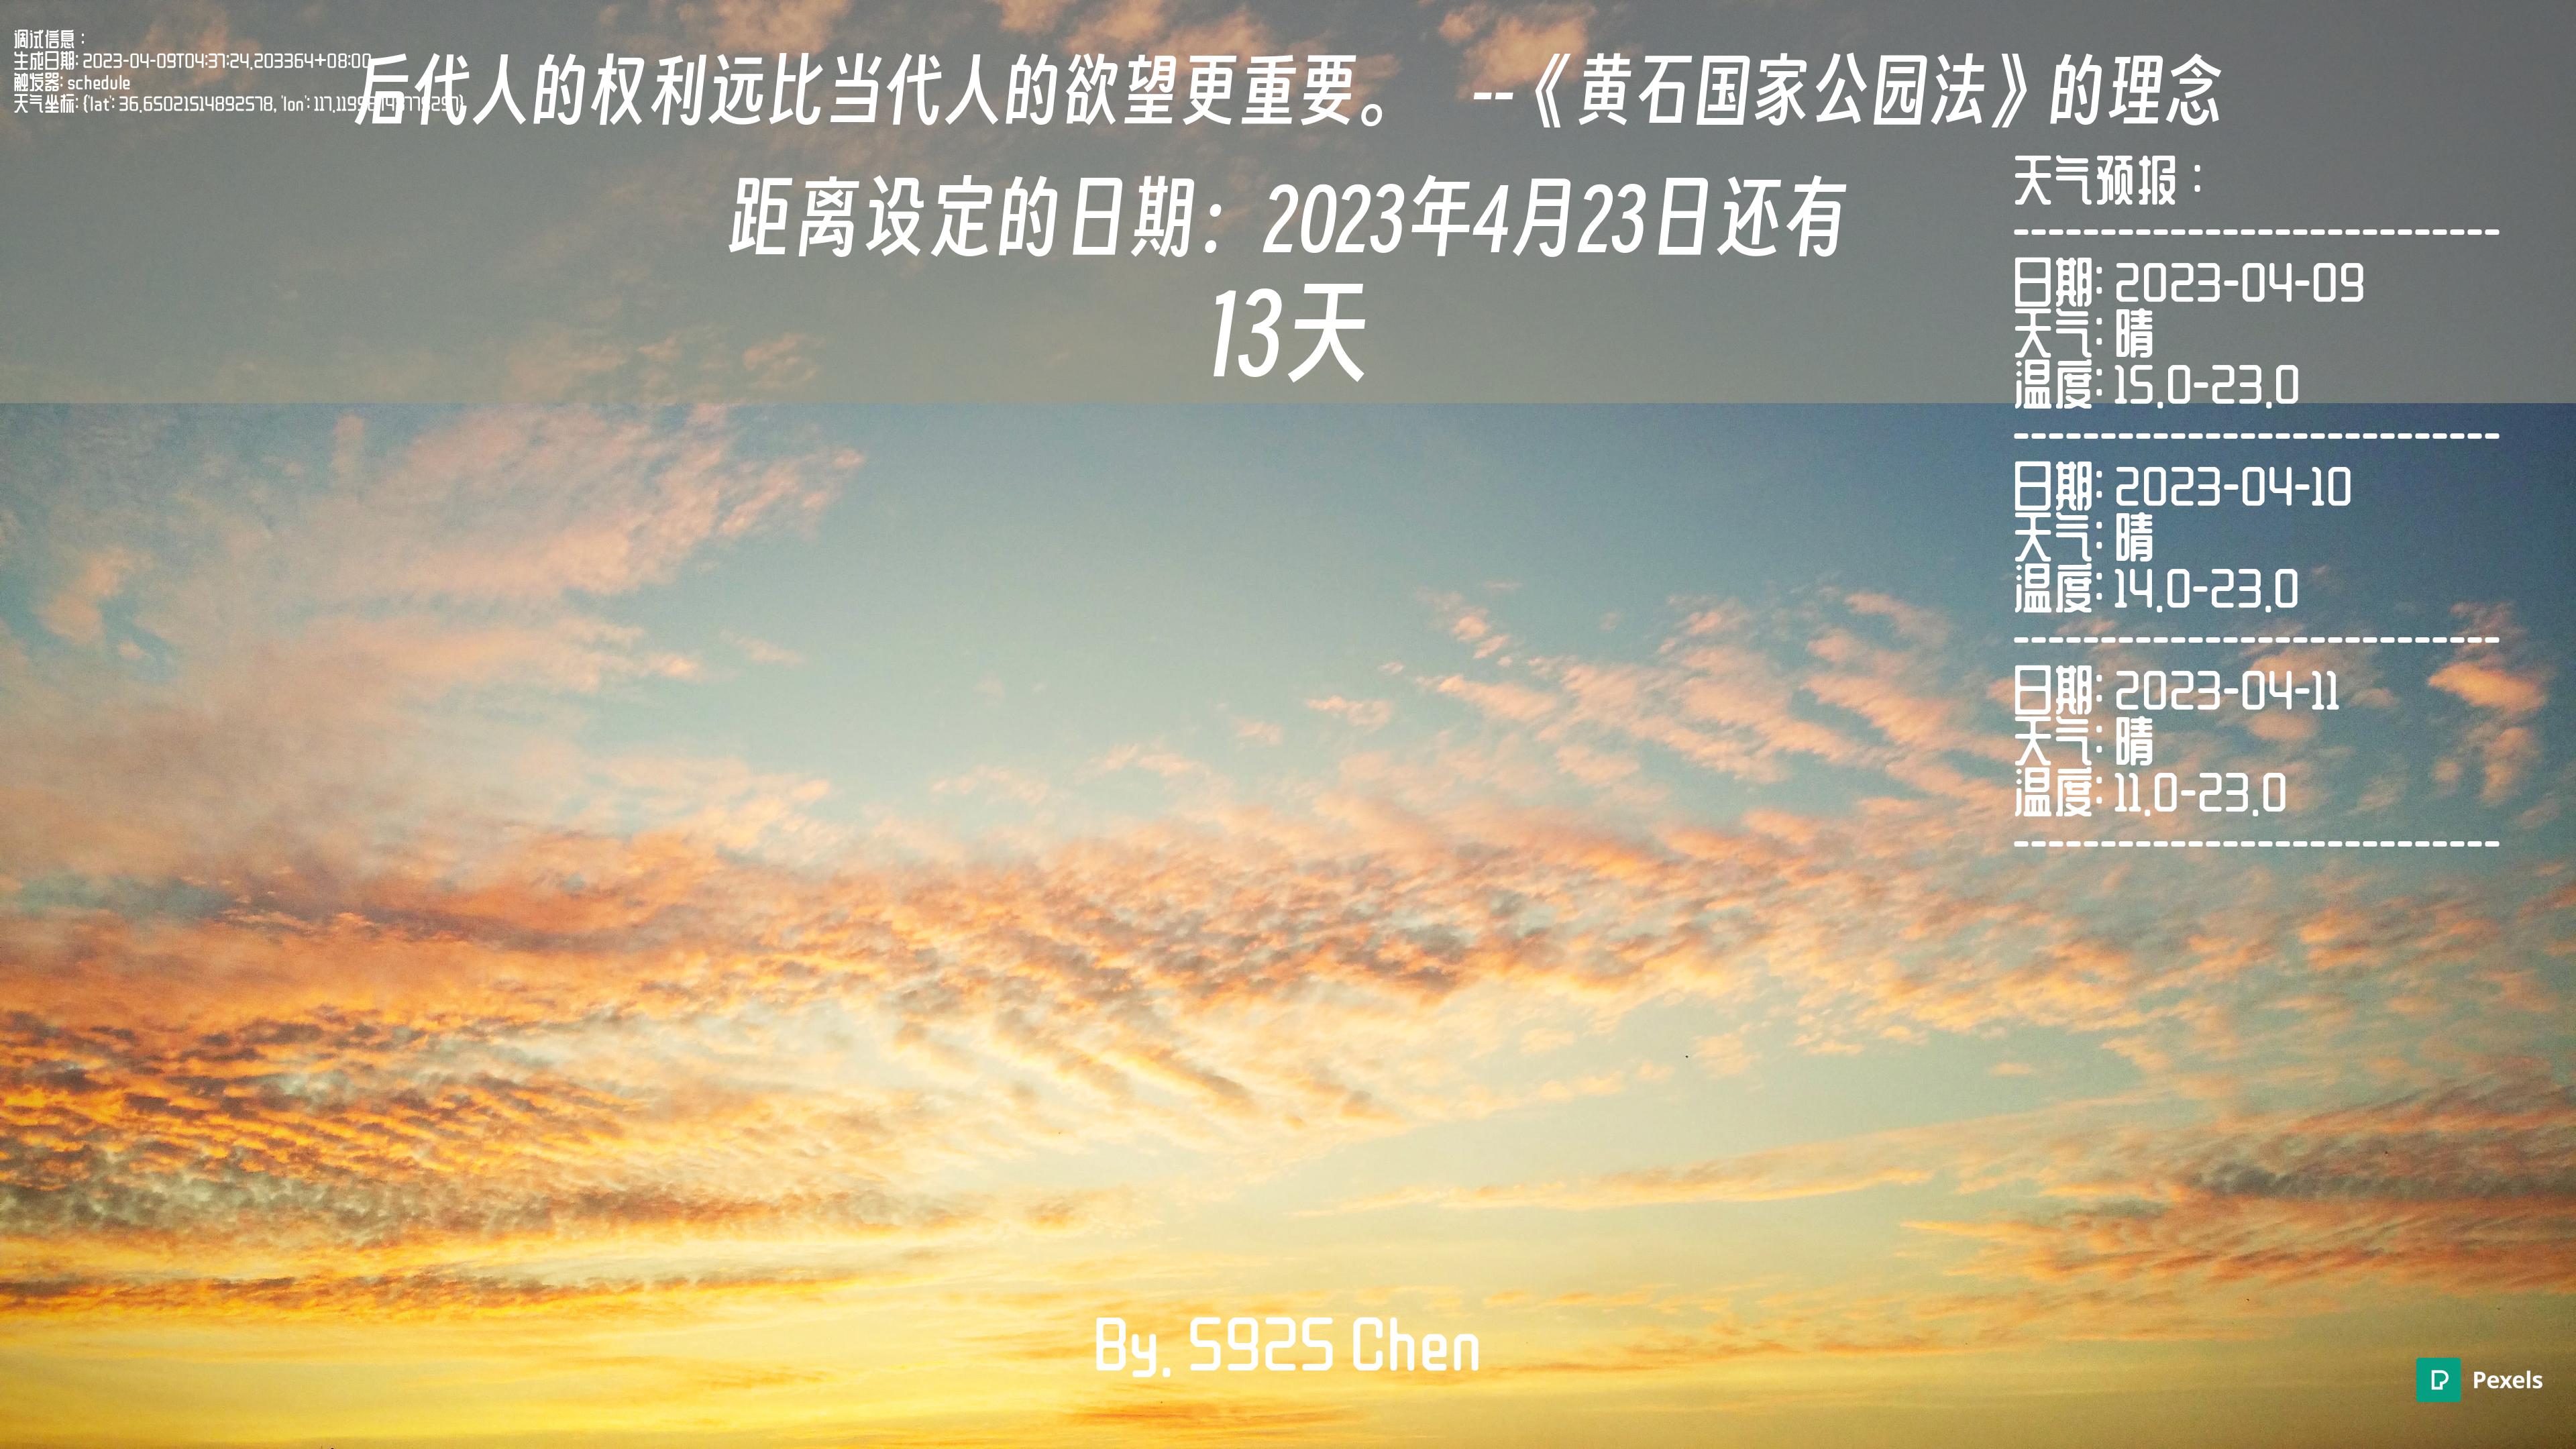 调试信息：
生成日期: 2023-04-09T04:37:24.203364+08:00
触发器: schedule
天气坐标: {'lat': 36.65021514892578, 'lon':
后代人的权利远比当代人的欲望更重要。 --《黄石国家公园法》的理念
距离设定的日期：2023年4月23日还有
13天
天气预报：
----------------------------
日期: 2023-04-09
天气: 晴
温度: 15.0-23.0
----------------------------
日期: 2023-04-10
天气: 晴
温度: 14.0-23.0
----------------------------
日期: 2023-04-11
天气: 晴
温度: 11.0-23.0
----------------------------
By. 5925 Chen
Pexels